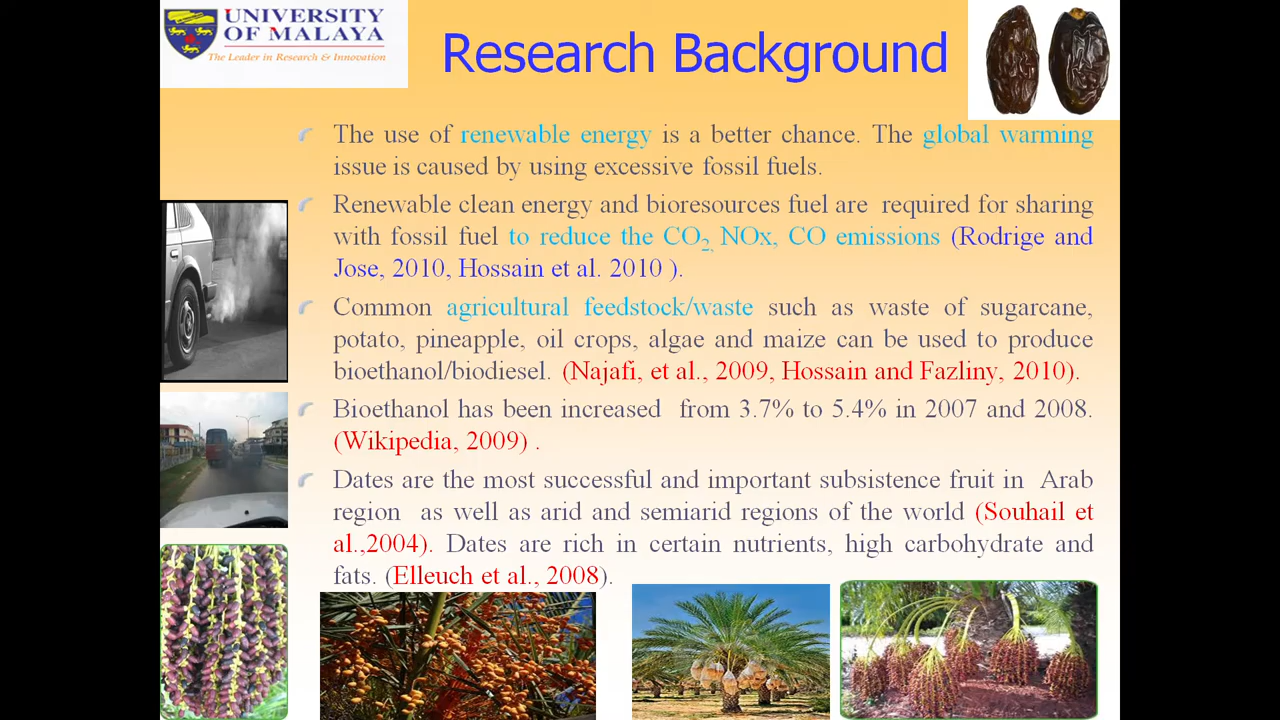 UNIVERSITY
OF MALAYA
The Leader in Research & Innovation
Research Background
The use of renewable energy is a better chance. The global warming
issue is caused by using excessive fossil fuels.
Renewable clean energy and bioresources fuel are required for sharing
with fossil fuel to reduce the CO2, NOx, CO emissions (Rodrige and
Jose, 2010, Hossain et al. 2010 ).
Common agricultural feedstock/waste such as waste of sugarcane,
potato, pineapple, oil crops, algae and maize can be used to produce
bioethanol/biodiesel. (Najafi, et al., 2009, Hossain and Fazliny, 2010).
Bioethanol has been increased from 3.7% to 5.4% in 2007 and 2008.
(Wikipedia, 2009) .
Dates are the most successful and important subsistence fruit in Arab
region as well as arid and semiarid regions of the world (Souhail et
al.,2004). Dates are rich in certain nutrients, high carbohydrate and
fats. (Elleuch et al., 2008).